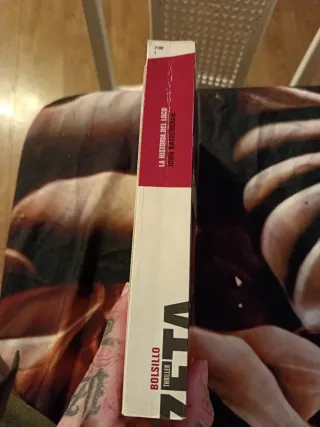 LA HISTORIA DEL LOCO
JOHN KATZENBACH
BOLSILLO
THRILLER
ZETA